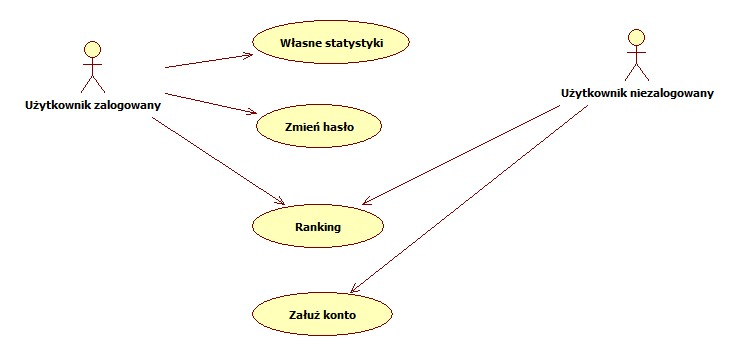 Własne statystyki
Użytkownik zalogowany
Użytkownik niezalogowany
Zmień hasło
Ranking
Załuż konto